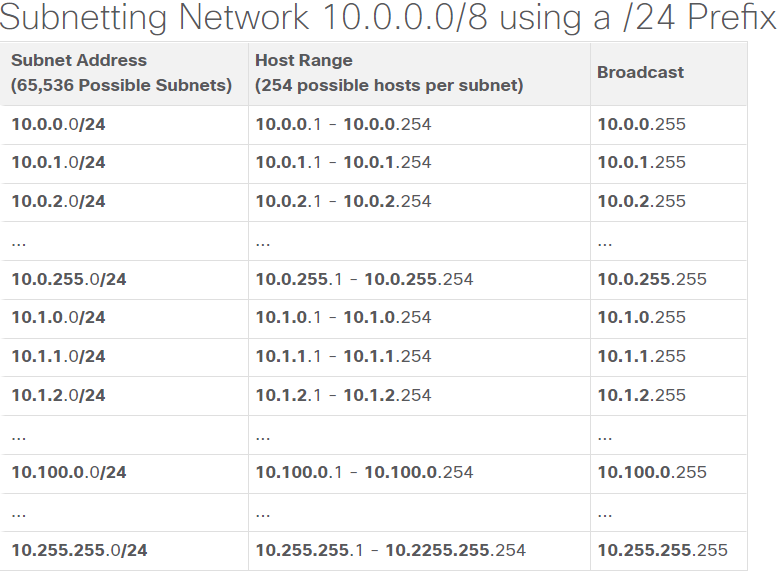 Subnetting Network 10.0.0.0/8 using a /24 Prefix
Subnet Address (65,536 Possible Subnets) Host Range (254 possible hosts per subnet) Broadcast
10.0.0.0/24 10.0.0.1 - 10.0.0.254 10.0.0.255
10.0.1.0/24 10.0.1.1 - 10.0.1.254 10.0.1.255
10.0.2.0/24 10.0.2.1 - 10.0.2.254 10.0.2.255
... ... ...
10.0.255.0/24 10.0.255.1 - 10.0.255.254 10.0.255.255
10.1.0.0/24 10.1.0.1 - 10.1.0.254 10.1.0.255
10.1.1.0/24 10.1.1.1 - 10.1.1.254 10.1.1.255
10.1.2.0/24 10.1.2.1 - 10.1.2.254 10.1.2.255
... ... ...
10.100.0.0/24 10.100.0.1 - 10.100.0.254 10.100.0.255
... ... ...
10.255.255.0/24 10.255.255.1 - 10.2255.255.254 10.255.255.255